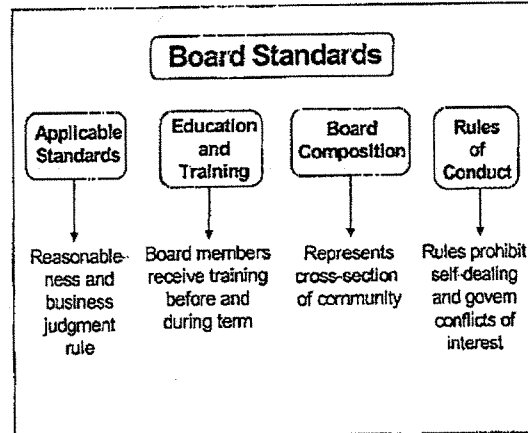 Board Standards
Applicable
Standards
Education
and
Training
Board
Composition
Rules
of
Conduct
Reasonable-
ness and
business
judgment
rule
Board members
receive training
before and
during term
Represents
cross-section
of community
Rules prohibit
self-dealing
and govern
conflicts of
interest